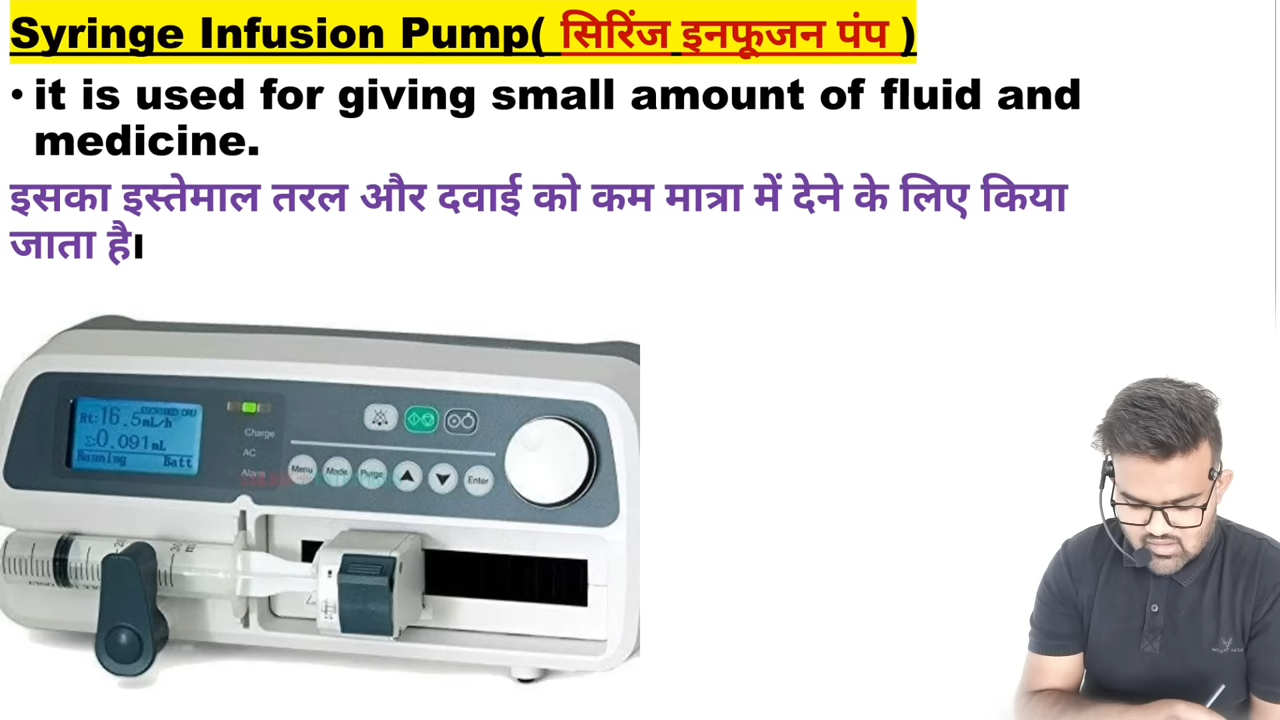 Syringe Infusion Pump( सिरिंज इनफूजन पंप )
• it is used for giving small amount of fluid and
medicine.
इसका इस्तेमाल तरल और दवाई को कम मात्रा में देने के लिए किया
जाता है।
Rt:16.5mL/h
Σ:0.091mL
Running Batt
Charge
AC
Alarm
Menu Mode Purge Enter